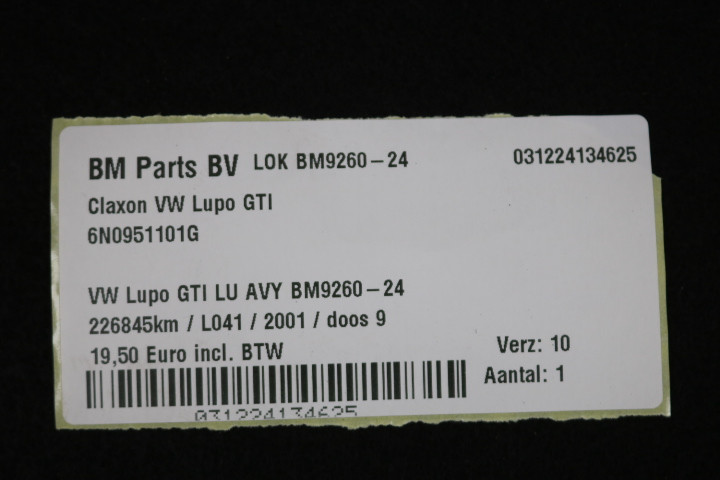 BM Parts BV LOK BM9260-24 031224134625
Claxon VW Lupo GTI
6N0951101G
VW Lupo GTI LU AVY BM9260-24
226845km / L041 / 2001 / doos 9
19,50 Euro incl. BTW
Verz: 10
Aantal: 1
031224134625